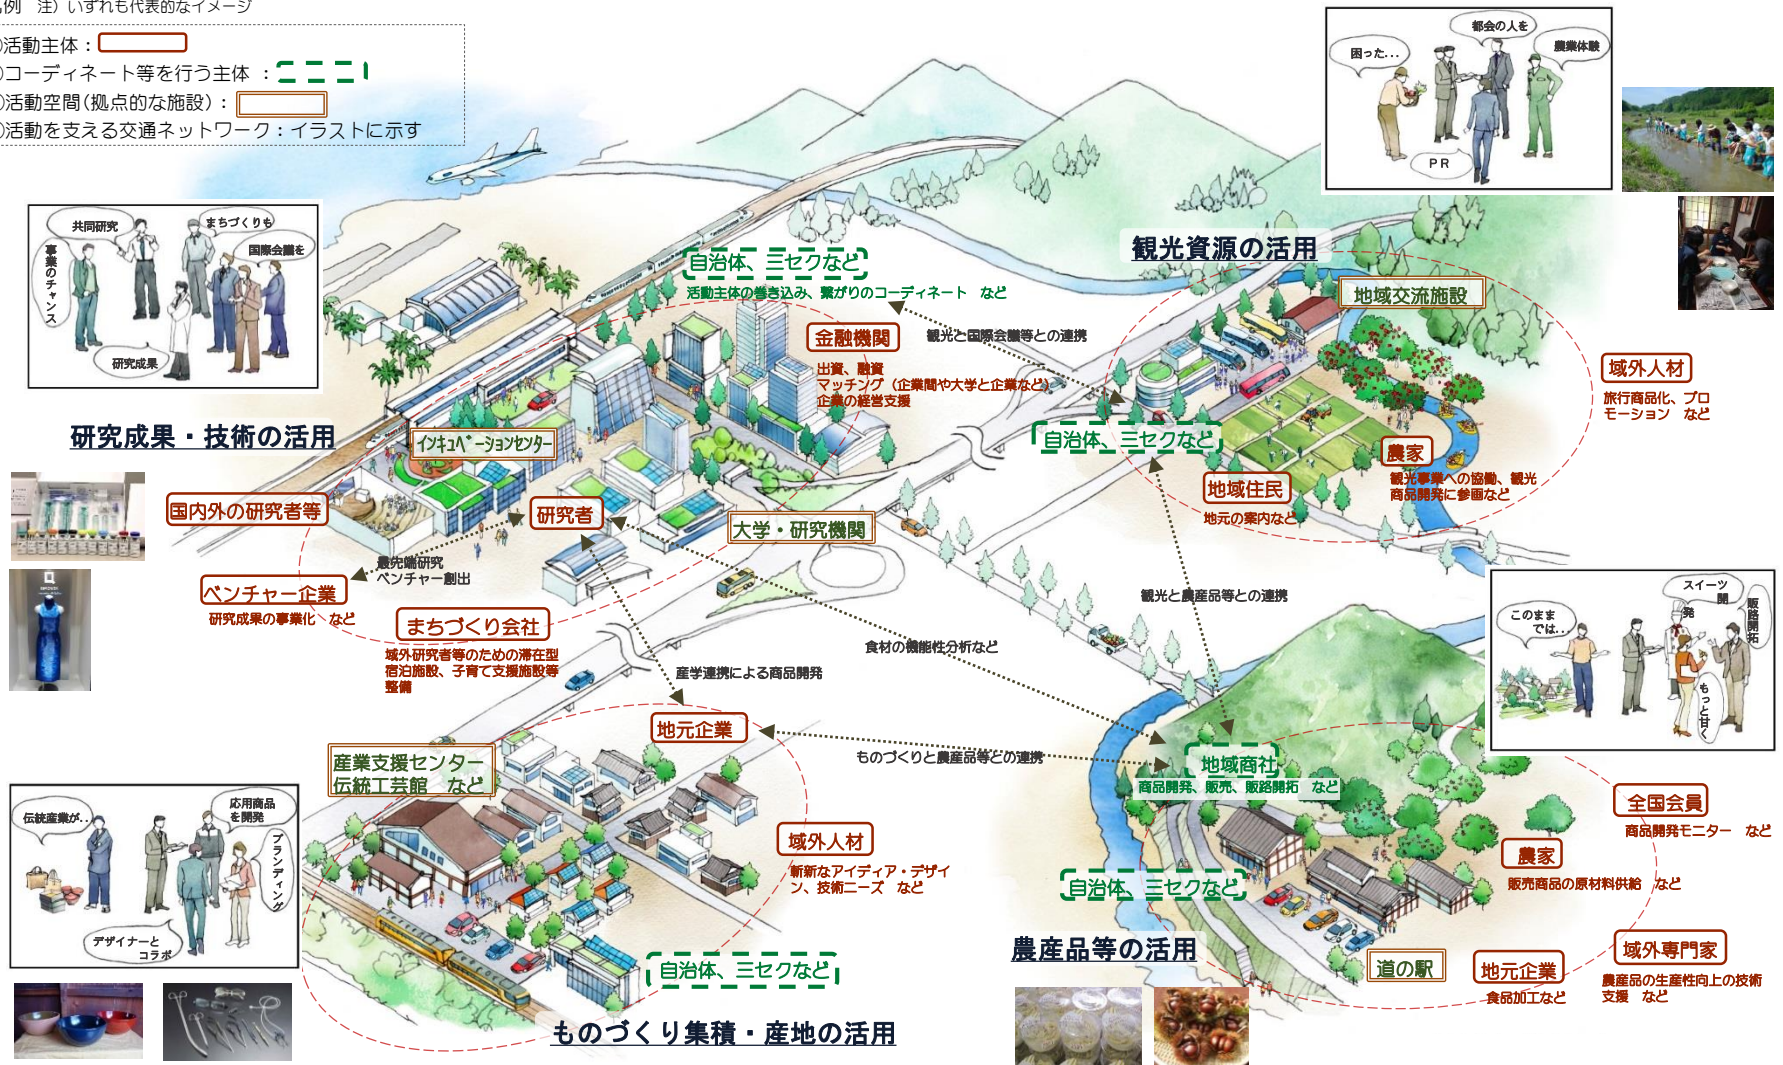 凡例　注）いずれも代表的なイメージ
活動主体：
コーディネート等を行う主体 ：
活動空間(拠点的な施設)：
活動を支える交通ネットワーク：イラストに示す
困った...
都会の人を
農業体験
ＰＲ
共同研究
まちづくりも
国際会議を
事業のチャンス
研究成果
研究成果・技術の活用
観光資源の活用
自治体、三セクなど
活動主体の巻き込み、繋がりのコーディネート　など
金融機関
出資、融資
マッチング（企業間や大学と企業など）
企業の経営支援
観光と国際会議等との連携
地域交流施設
域外人材
旅行商品化、プロ
モーション　など
自治体、三セクなど
農家
観光事業への協働、観光
商品開発に参画など
地域住民
地元の案内など
インキュベーションセンター
国内外の研究者等
研究者
大学・研究機関
最先端研究
ベンチャー創出
ベンチャー企業
研究成果の事業化　など
まちづくり会社
域外研究者等のための滞在型
宿泊施設、子育て支援施設等
整備
観光と農産品等との連携
食材の機能性分析など
産学連携による商品開発
このまま
では..
スイーツ
開
発
販路開拓
もっと甘く
地元企業
ものづくりと農産品等との連携
産業支援センター
伝統工芸館　など
地域商社
商品開発、販売、販路開拓　など
全国会員
商品開発モニター　など
伝統産業が..
応用商品
を開発
ブランディング
デザイナーと
コラボ
域外人材
斬新なアイディア・デザイ
ン、技術ニーズ　など
農家
販売商品の原材料供給　など
自治体、三セクなど
自治体、三セクなど
農産品等の活用
道の駅
地元企業
食品加工など
域外専門家
農産品の生産性向上の技術
支援　など
ものづくり集積・産地の活用